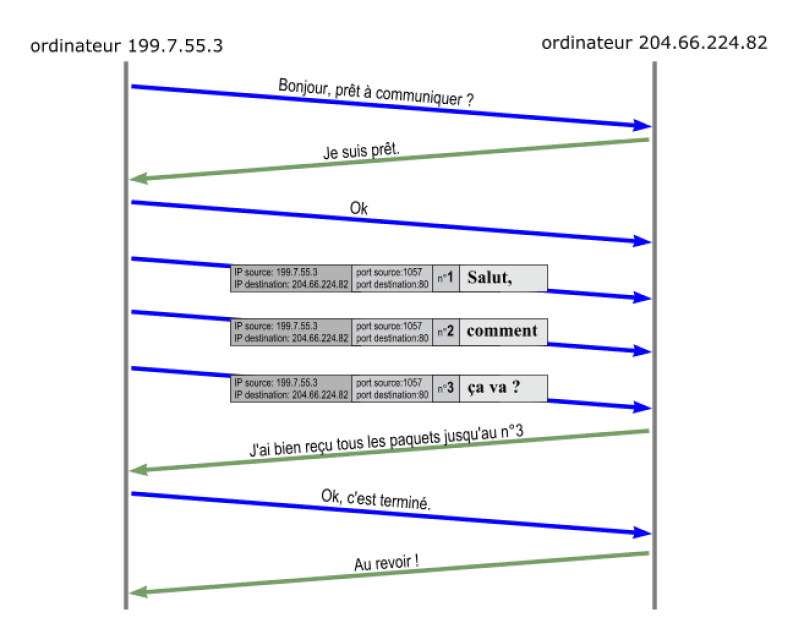 ordinateur 199.7.55.3
ordinateur 204.66.224.82
Bonjour, prêt à communiquer ?
Je suis prêt.
Ok
IP source: 199.7.55.3
IP destination: 204.66.224.82
port source:1057
port destination:80
n°1
Salut,
IP source: 199.7.55.3
IP destination: 204.66.224.82
port source:1057
port destination:80
n°2
comment
IP source: 199.7.55.3
IP destination: 204.66.224.82
port source:1057
port destination:80
n°3
ça va ?
J'ai bien reçu tous les paquets jusqu'au n°3
Ok, c'est terminé.
Au revoir !